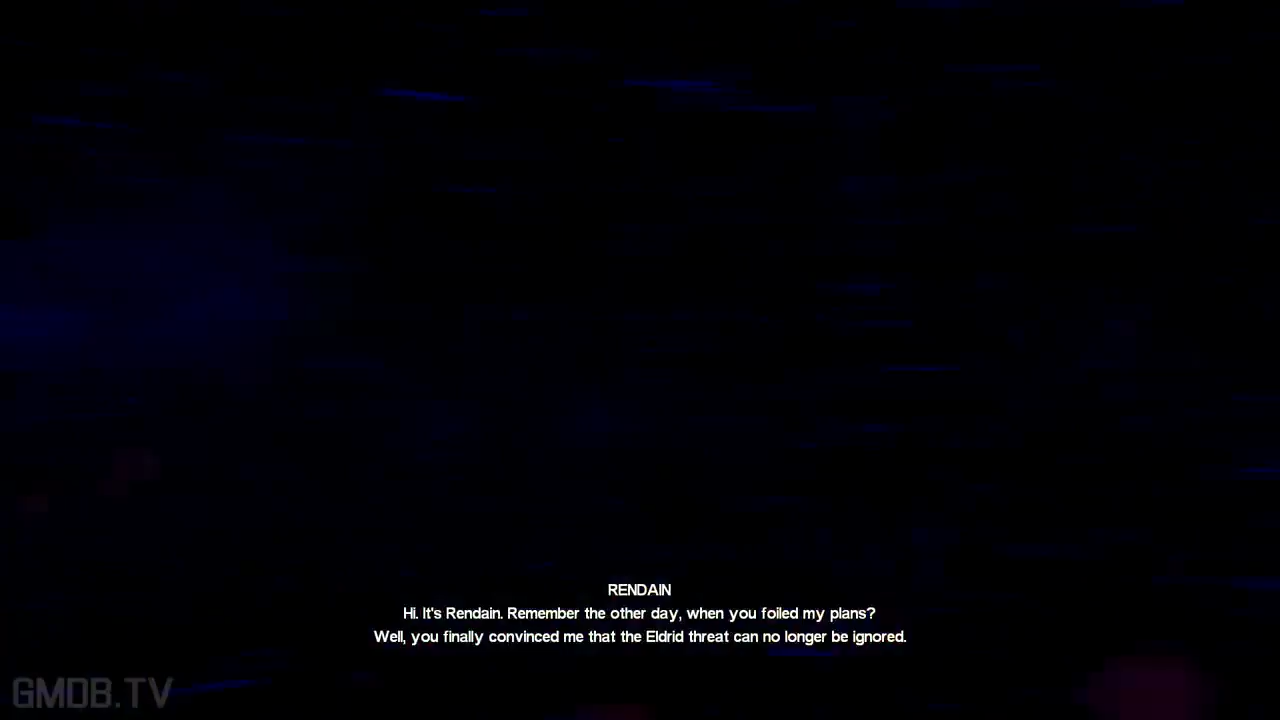 RENDAIN
Hi. It's Rendain. Remember the other day, when you foiled my plans?
Well, you finally convinced me that the Eldrid threat can no longer be ignored.
GMDB.TV